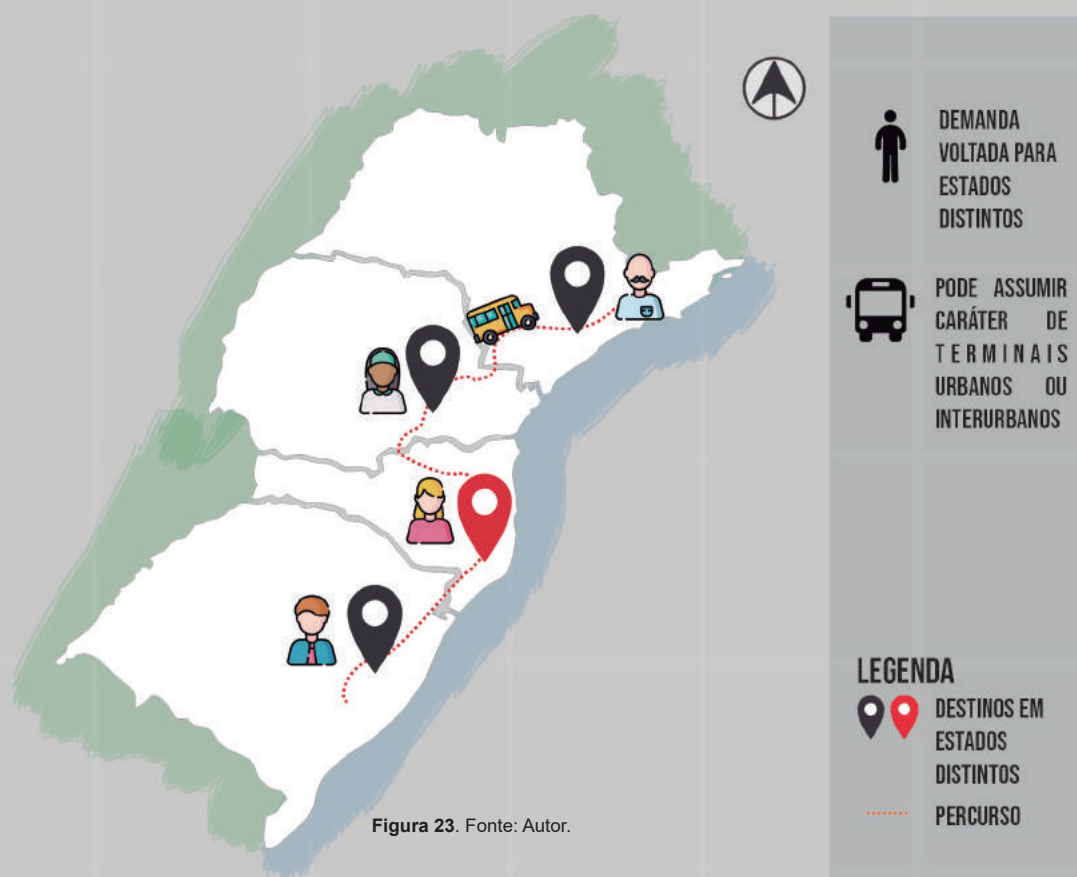 DEMANDA
VOLTADA PARA
ESTADOS
DISTINTOS
PODE ASSUMIR
CARÁTER DE
TERMINAIS
URBANOS OU
INTERURBANOS
LEGENDA
DESTINOS EM
ESTADOS
DISTINTOS
PERCURSO
Figura 23. Fonte: Autor.